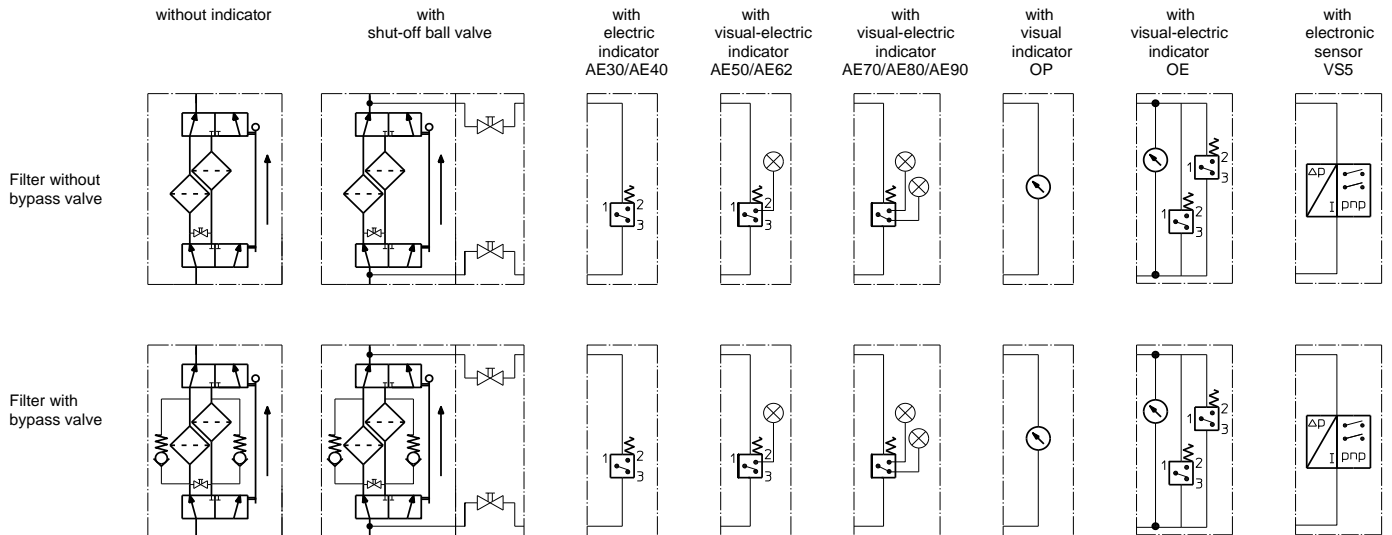 without indicator
with
shut-off ball valve
with
electric
indicator
AE30/AE40
with
visual-electric
indicator
AE50/AE62
with
visual-electric
indicator
AE70/AE80/AE90
with
visual
indicator
OP
with
visual-electric
indicator
OE
with
electronic
sensor
VS5
Filter without
bypass valve
1 2
3
1 2
3
1 2
3
1 2
3
Δp
I pnp
Filter with
bypass valve
1 2
3
1 2
3
1 2
3
1 2
3
Δp
I pnp